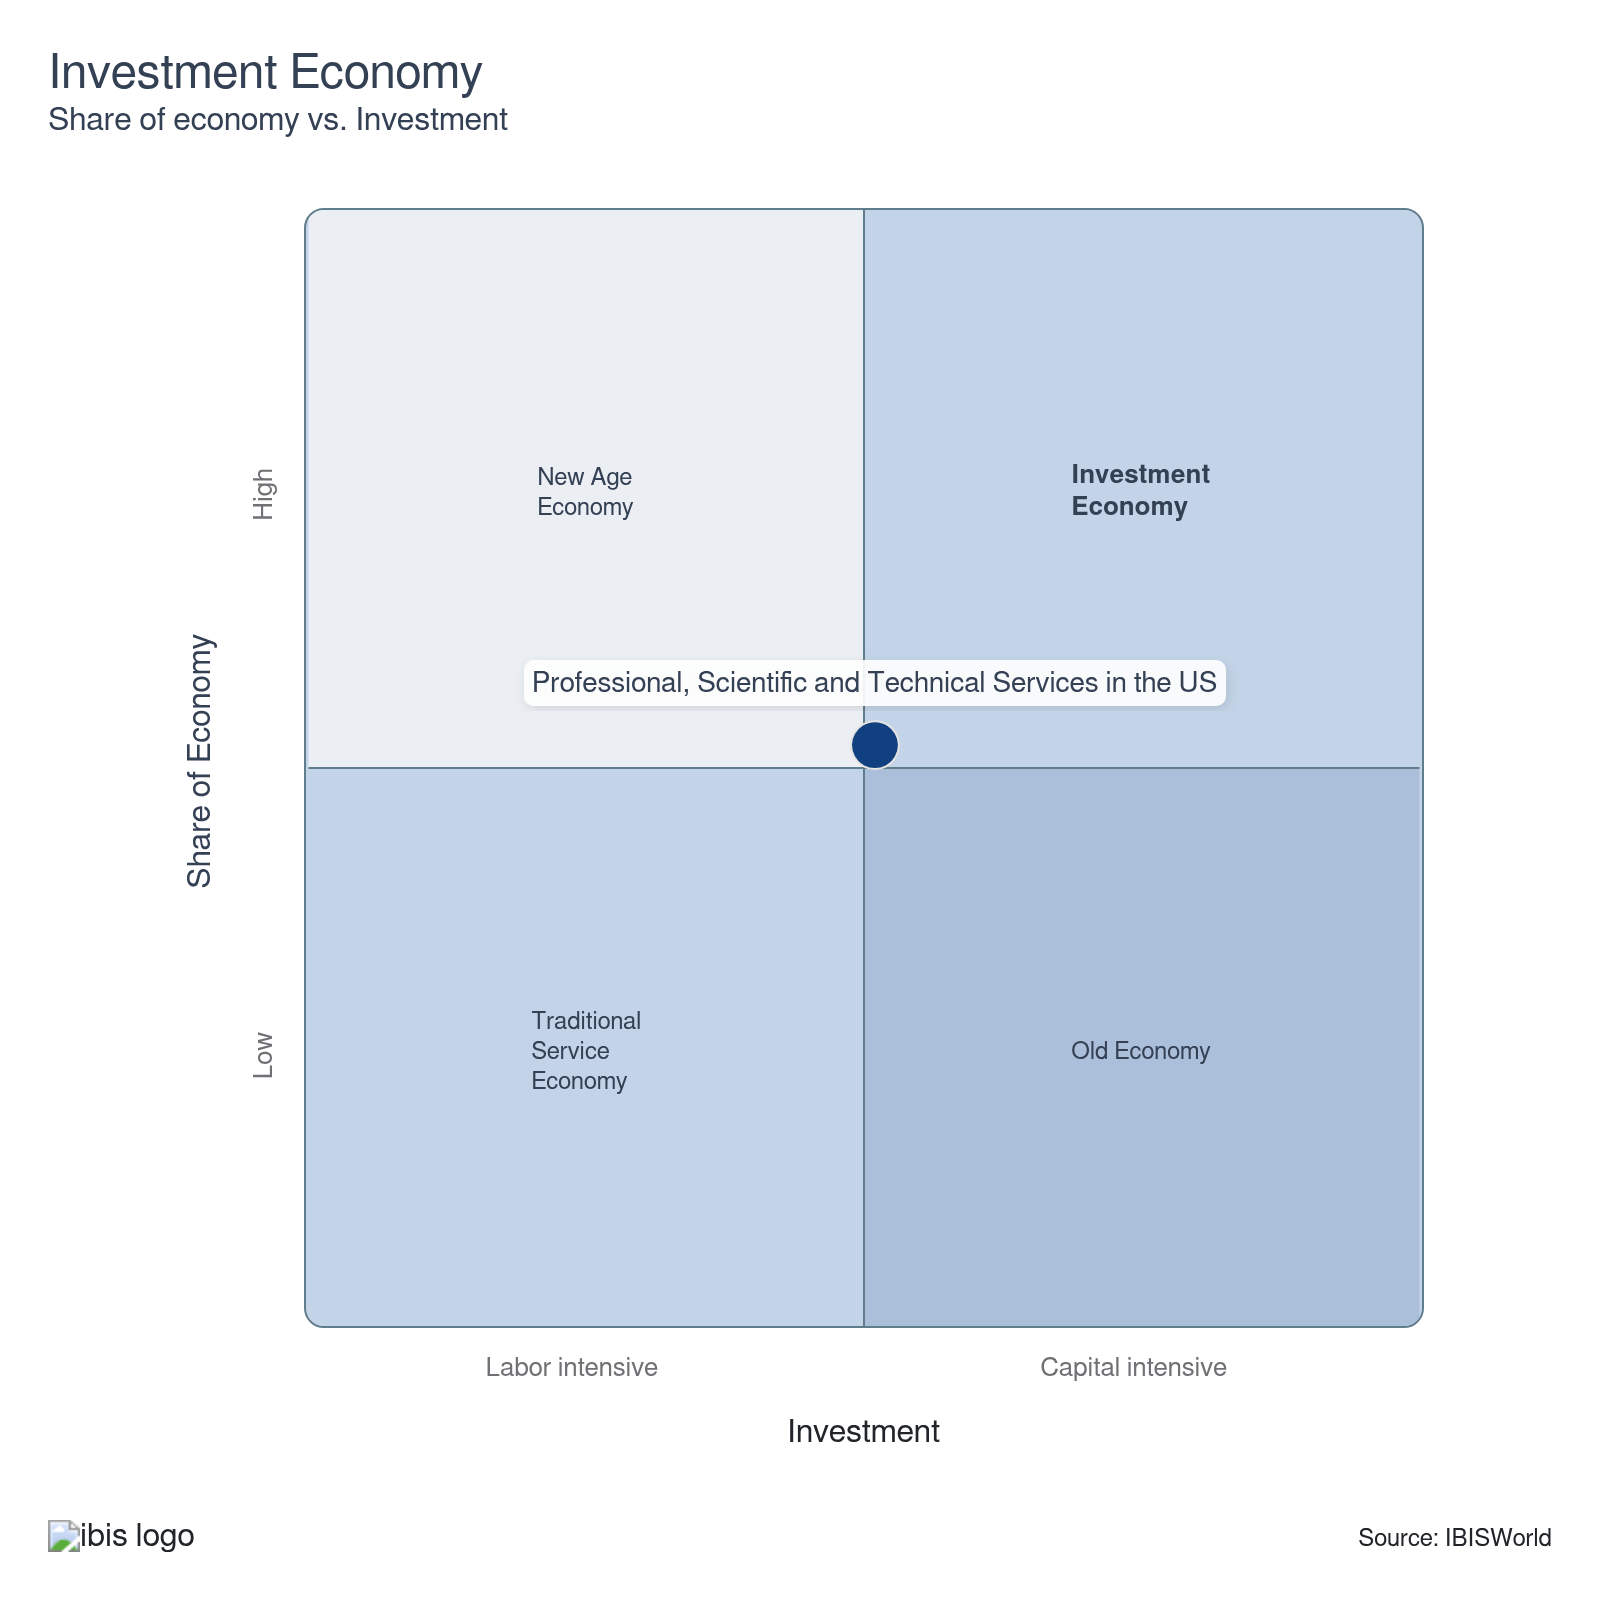 Investment Economy
Share of economy vs. Investment
High
New Age
Economy
Investment
Economy
Professional, Scientific and Technical Services in the US
Share of Economy
Low
Traditional
Service
Economy
Old Economy
Labor intensive
Capital intensive
Investment
ibis logo
Source: IBISWorld